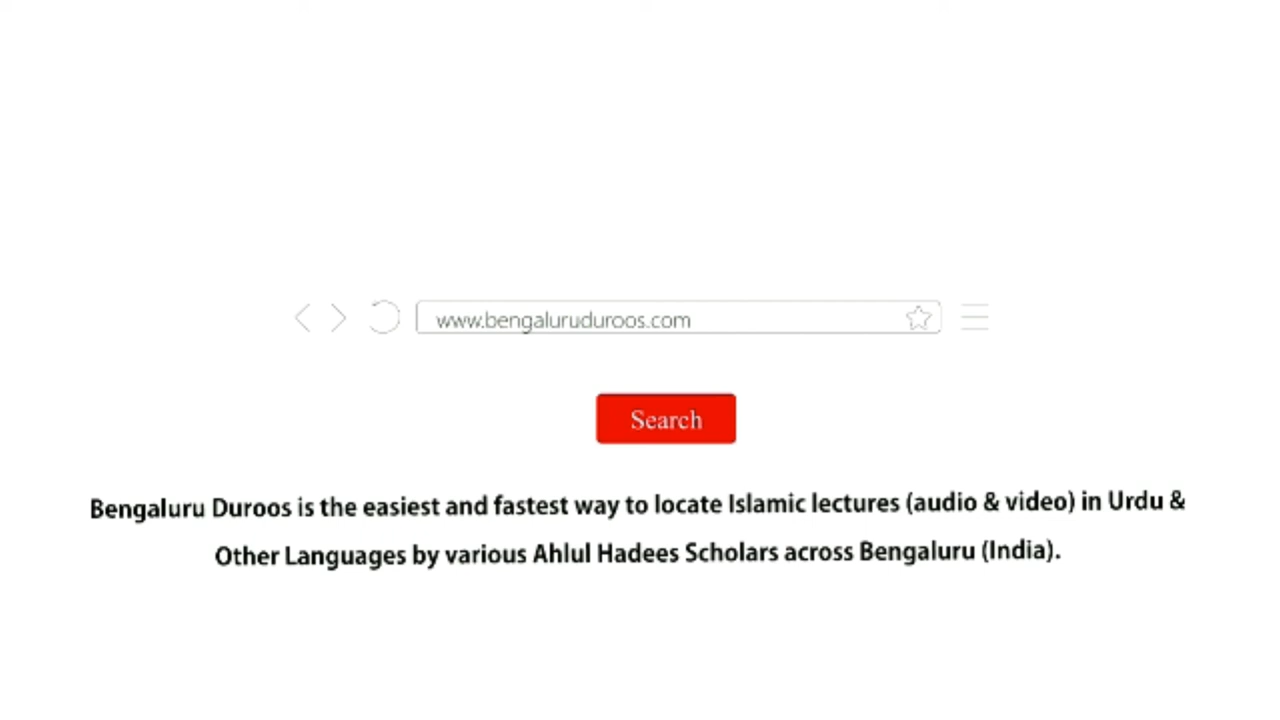 www.bengaluruduroos.com
Search
Bengaluru Duroos is the easiest and fastest way to locate Islamic lectures (audio & video) in Urdu &
Other Languages by various Ahlul Hadees Scholars across Bengaluru (India).